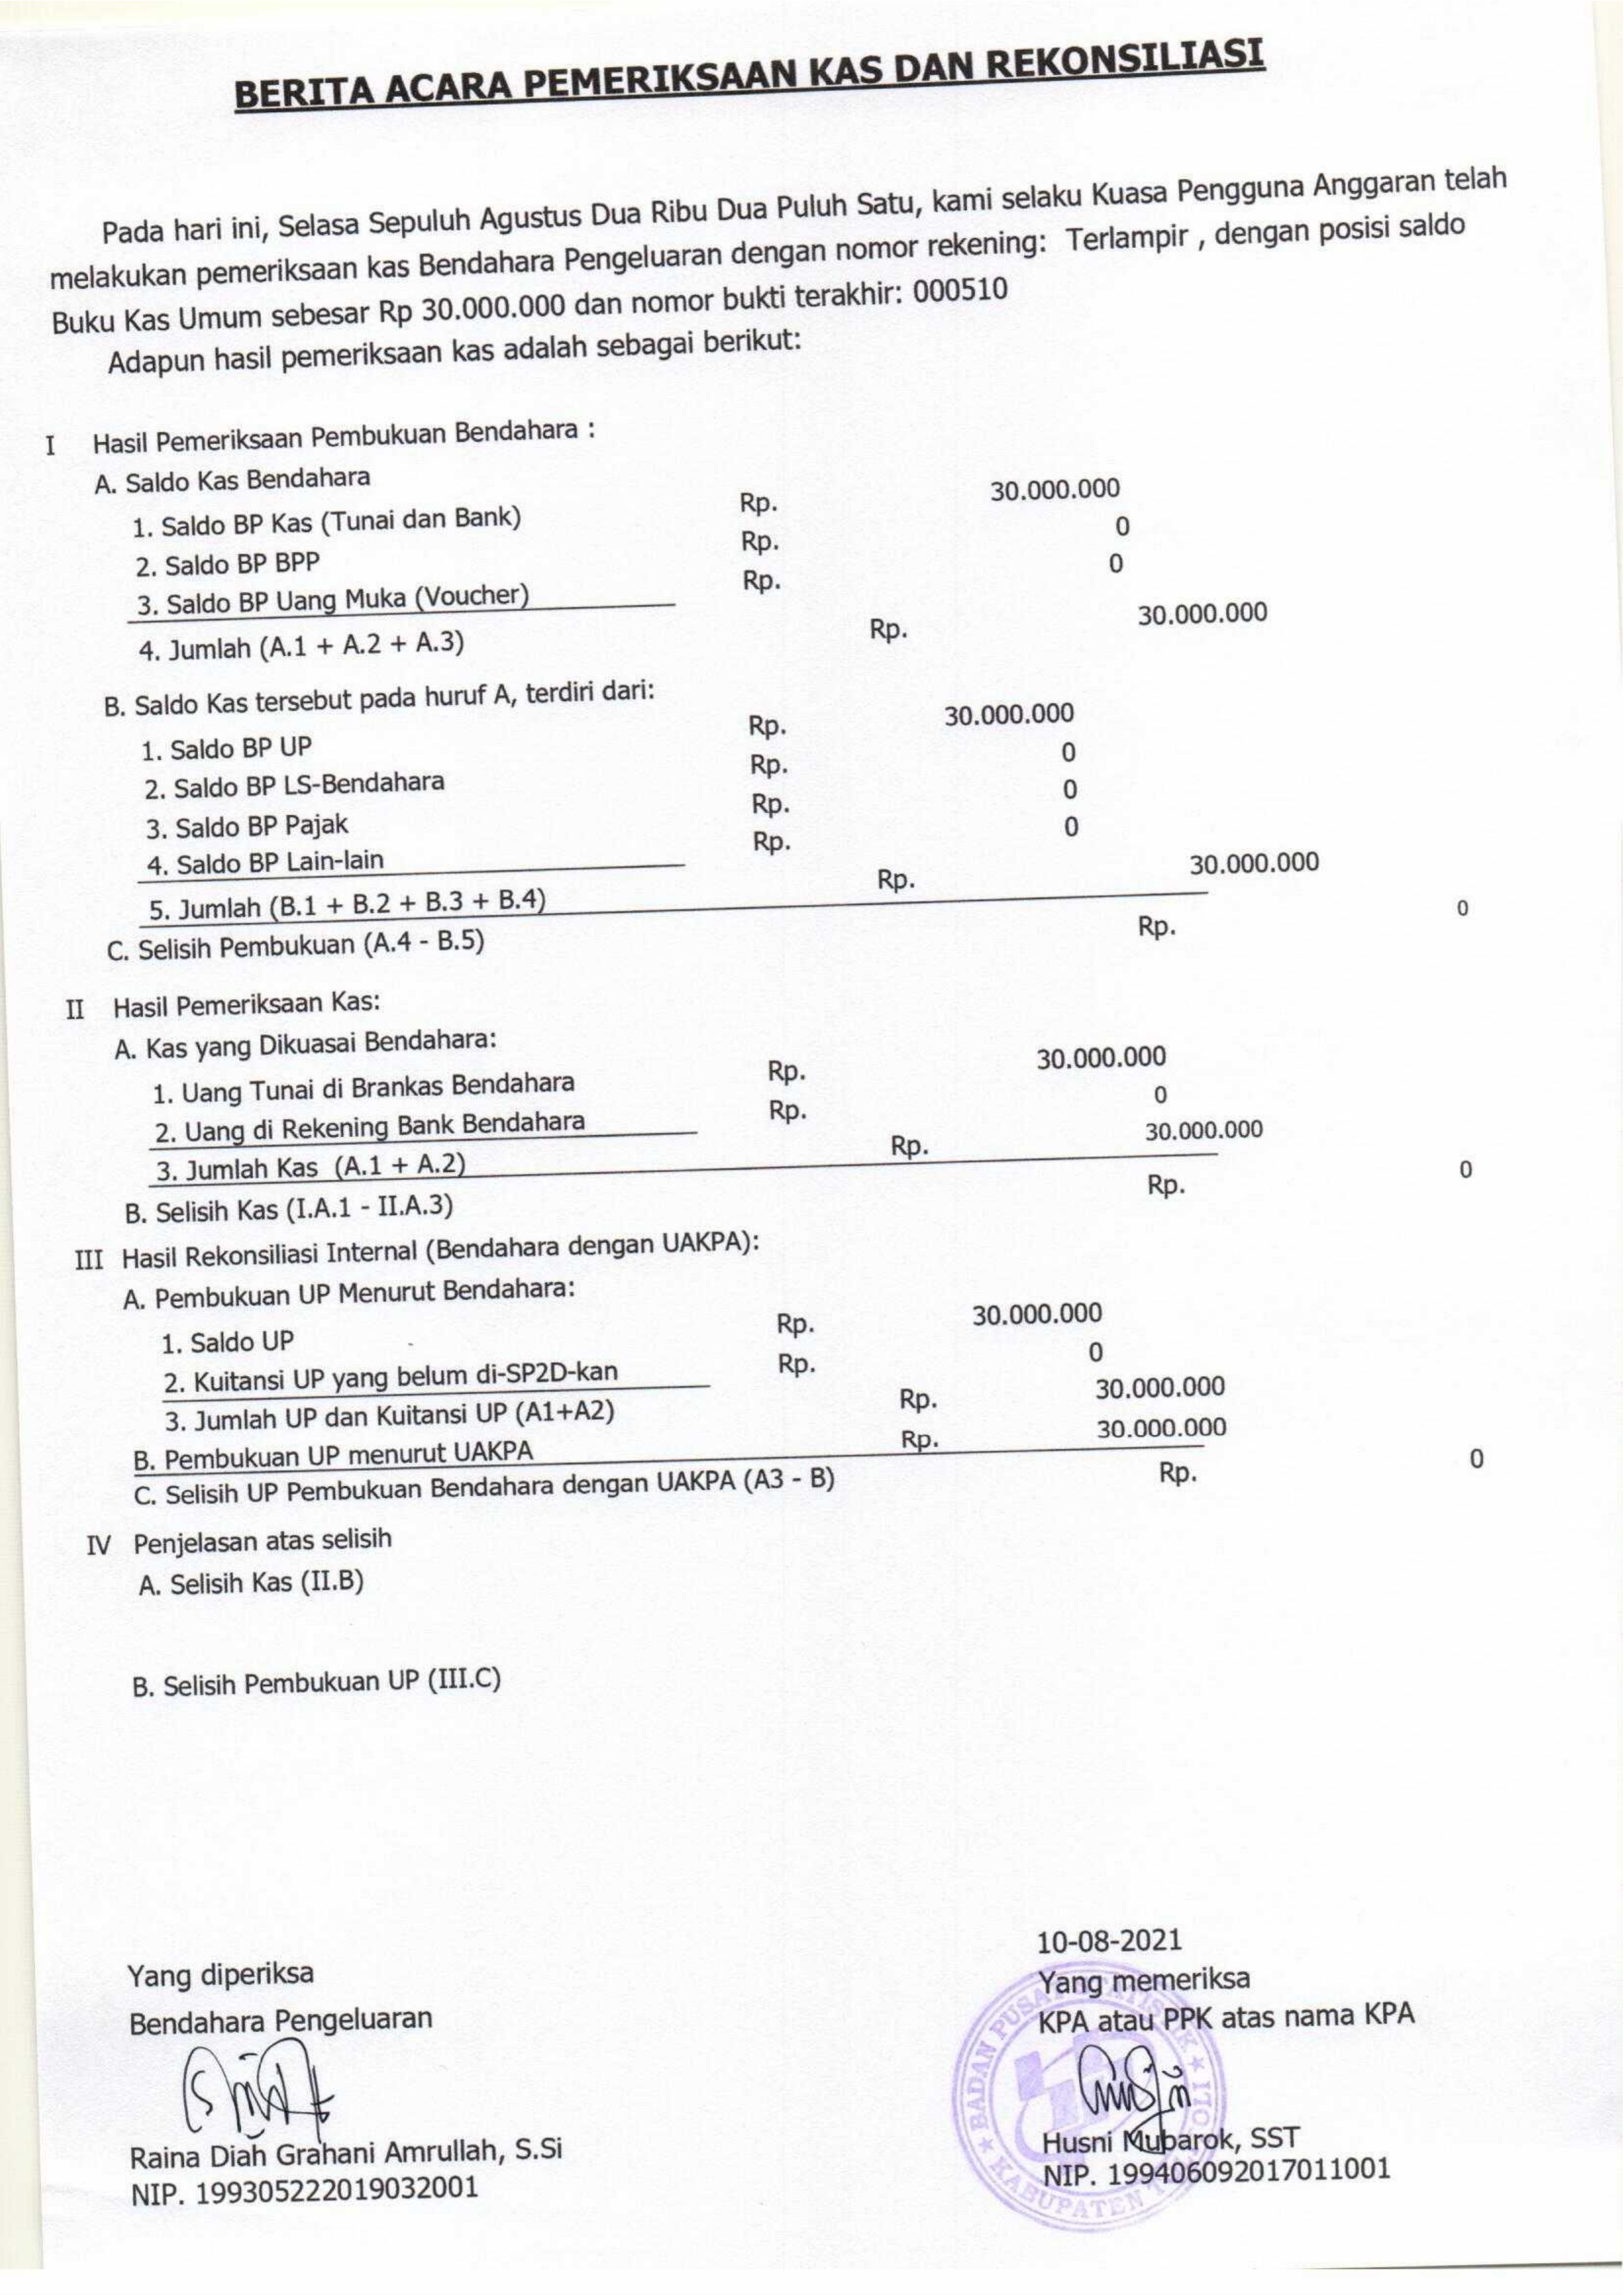 BERITA ACARA PEMERIKSAAN KAS DAN REKONSILIASI
Pada hari ini, Selasa Sepuluh Agustus Dua Ribu Dua Puluh Satu, kami selaku Kuasa Pengguna Anggaran telah
melakukan pemeriksaan kas Bendahara Pengeluaran dengan nomor rekening: Terlampir , dengan posisi saldo
Buku Kas Umum sebesar Rp 30.000.000 dan nomor bukti terakhir: 000510
Adapun hasil pemeriksaan kas adalah sebagai berikut:
I Hasil Pemeriksaan Pembukuan Bendahara :
A. Saldo Kas Bendahara
1. Saldo BP Kas (Tunai dan Bank) Rp. 30.000.000
2. Saldo BP BPP Rp. 0
3. Saldo BP Uang Muka (Voucher) Rp. 0
4. Jumlah (A.1 + A.2 + A.3) Rp. 30.000.000
B. Saldo Kas tersebut pada huruf A, terdiri dari:
1. Saldo BP UP Rp. 30.000.000
2. Saldo BP LS-Bendahara Rp. 0
3. Saldo BP Pajak Rp. 0
4. Saldo BP Lain-lain Rp. 0
5. Jumlah (B.1 + B.2 + B.3 + B.4) Rp. 30.000.000
C. Selisih Pembukuan (A.4 - B.5) Rp. 0
II Hasil Pemeriksaan Kas:
A. Kas yang Dikuasai Bendahara:
1. Uang Tunai di Brankas Bendahara Rp. 30.000.000
2. Uang di Rekening Bank Bendahara Rp. 0
3. Jumlah Kas (A.1 + A.2) Rp. 30.000.000
B. Selisih Kas (I.A.1 - II.A.3) Rp. 0
III Hasil Rekonsiliasi Internal (Bendahara dengan UAKPA):
A. Pembukuan UP Menurut Bendahara:
1. Saldo UP Rp. 30.000.000
2. Kuitansi UP yang belum di-SP2D-kan Rp. 0
3. Jumlah UP dan Kuitansi UP (A1+A2) Rp. 30.000.000
B. Pembukuan UP menurut UAKPA Rp. 30.000.000
C. Selisih UP Pembukuan Bendahara dengan UAKPA (A3 - B) Rp. 0
IV Penjelasan atas selisih
A. Selisih Kas (II.B)
B. Selisih Pembukuan UP (III.C)
10-08-2021
Yang diperiksa Yang memeriksa
Bendahara Pengeluaran KPA atau PPK atas nama KPA
BADAN PUSAT STATISTIK
KABUPATEN
Raina Diah Grahani Amrullah, S.Si Husni Mubarok, SST
NIP. 199305222019032001 NIP. 199406092017011001